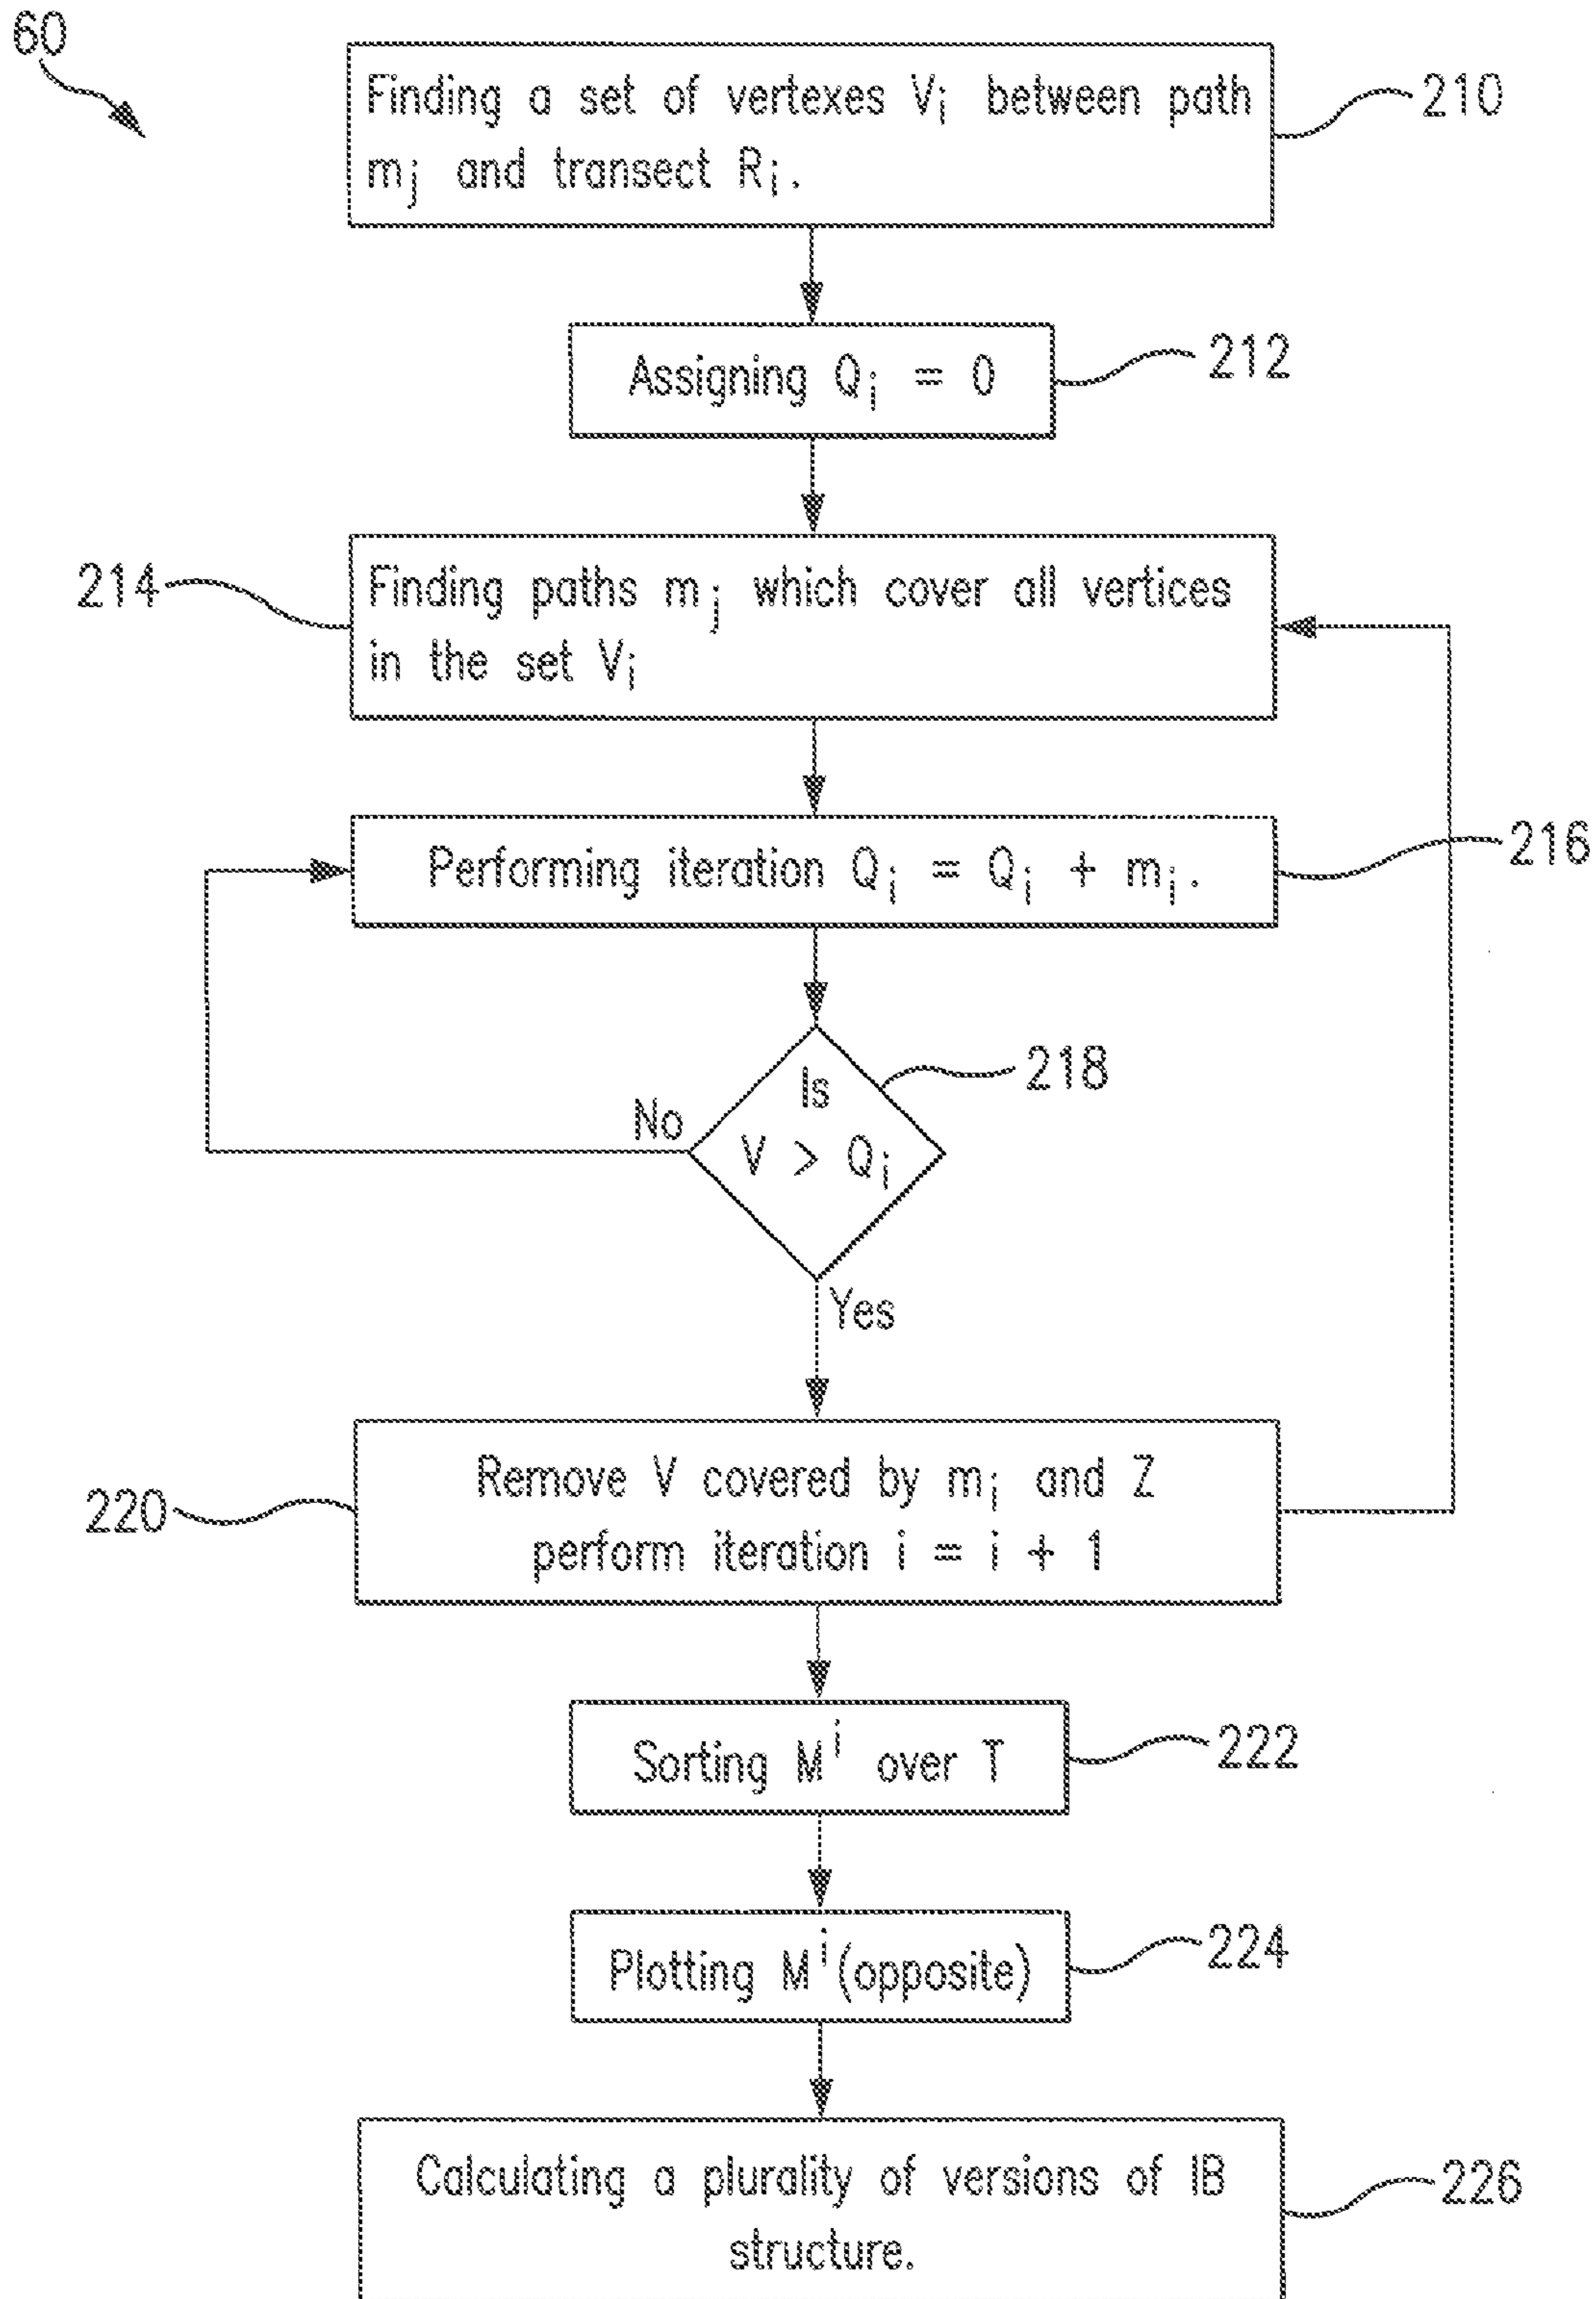 60
Finding a set of vertexes Vi between path
mj and transect Ri.
210
Assigning Qi = 0
212
214
Finding paths mj which cover all vertices
in the set Vi
Performing iteration Qi = Qi + mi.
216
Is
V > Qi
218
No
Yes
220
Remove V covered by mi and Z
perform iteration i = i + 1
Sorting M^i over T
222
Plotting M^i (opposite)
224
Calculating a plurality of versions of IB
structure.
226